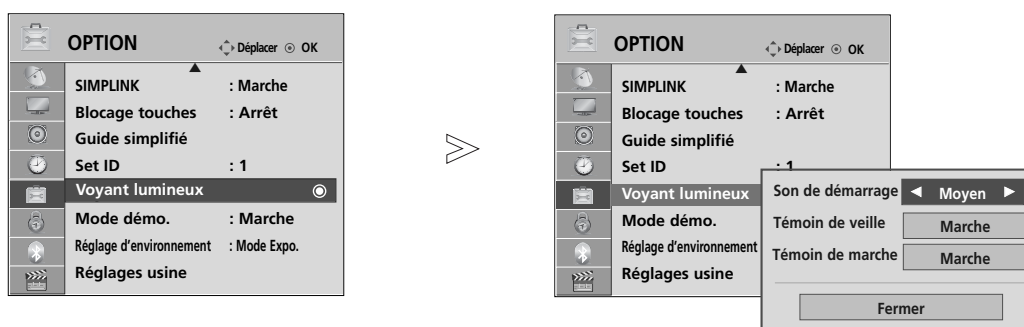 OPTION
Déplacer OK
SIMPLINK : Marche
Blocage touches : Arrêt
Guide simplifié
Set ID : 1
Voyant lumineux
Mode démo. : Marche
Réglage d'environnement : Mode Expo.
Réglages usine
OPTION
Déplacer OK
SIMPLINK : Marche
Blocage touches : Arrêt
Guide simplifié
Set ID : 1
Voyant lumineux
Mode démo.
Réglage d'environnement
Réglages usine
Son de démarrage ◄ Moyen ►
Témoin de veille Marche
Témoin de marche Marche
Fermer